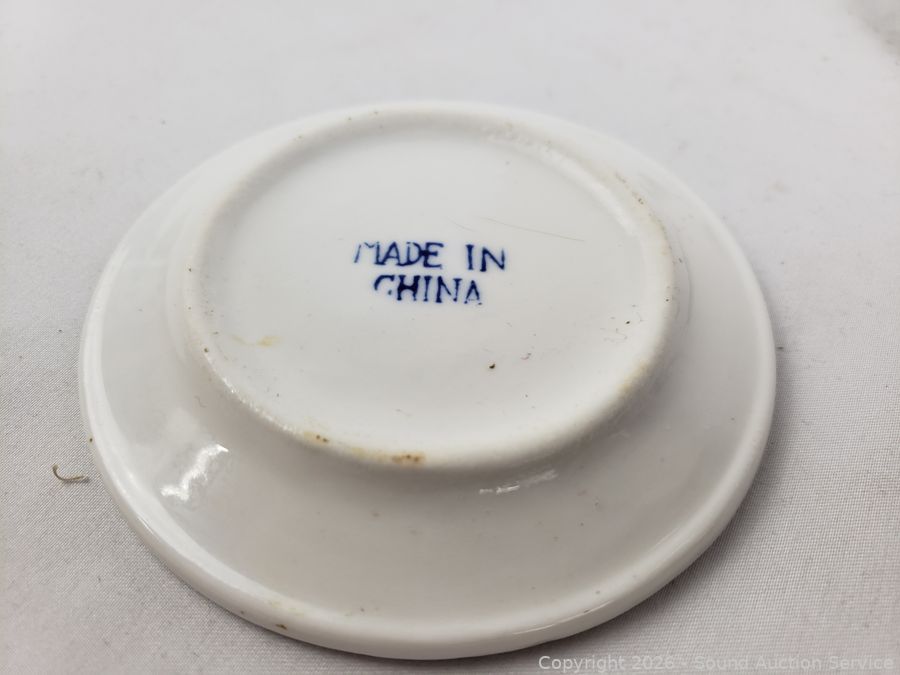 MADE IN
CHINA
Copyright 2026 - Sound Auction Service